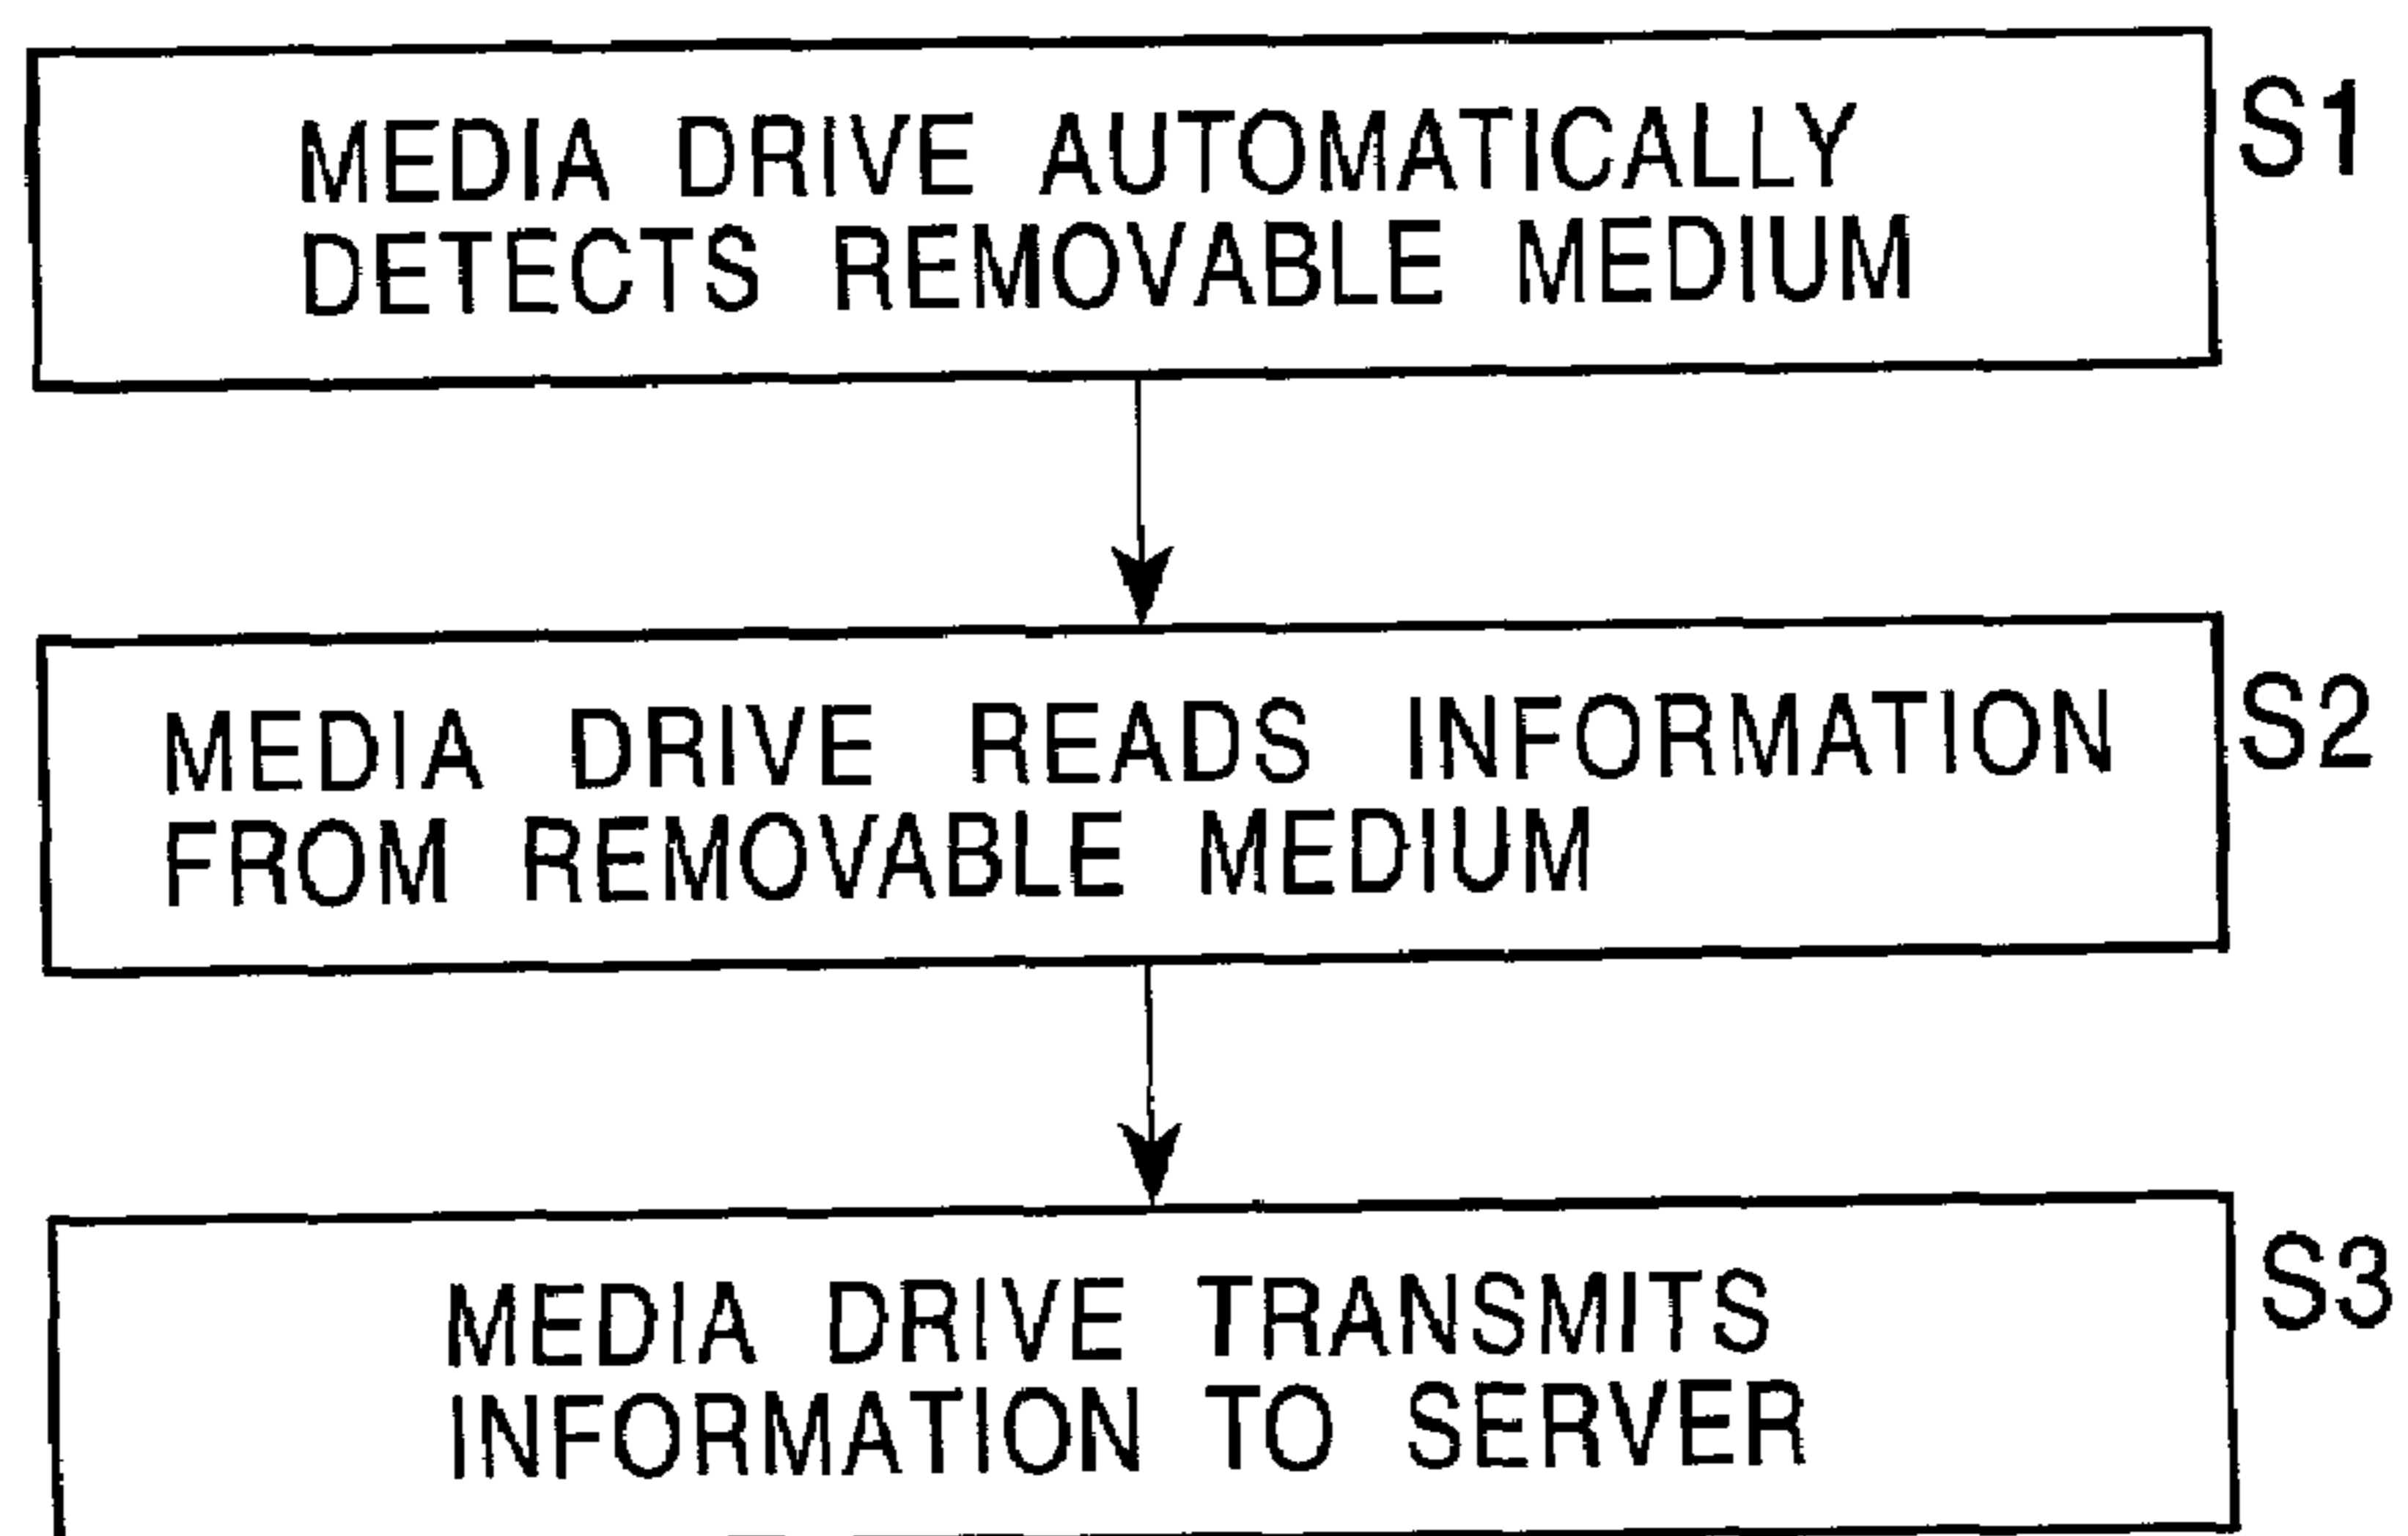 MEDIA DRIVE AUTOMATICALLY
DETECTS REMOVABLE MEDIUM
S1
MEDIA DRIVE READS INFORMATION
FROM REMOVABLE MEDIUM
S2
MEDIA DRIVE TRANSMITS
INFORMATION TO SERVER
S3